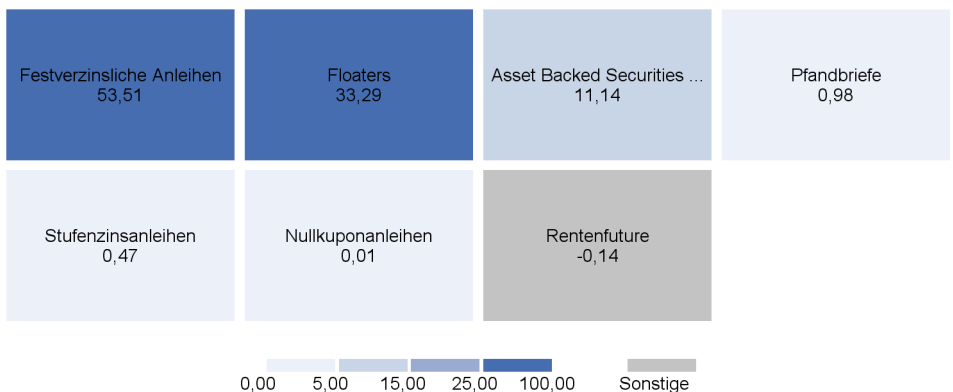 Festverzinsliche Anleihen
53,51
Floaters
33,29
Asset Backed Securities ...
11,14
Pfandbriefe
0,98
Stufenzinsanleihen
0,47
Nullkuponanleihen
0,01
Rentenfuture
-0,14
0,00 5,00 15,00 25,00 100,00 Sonstige